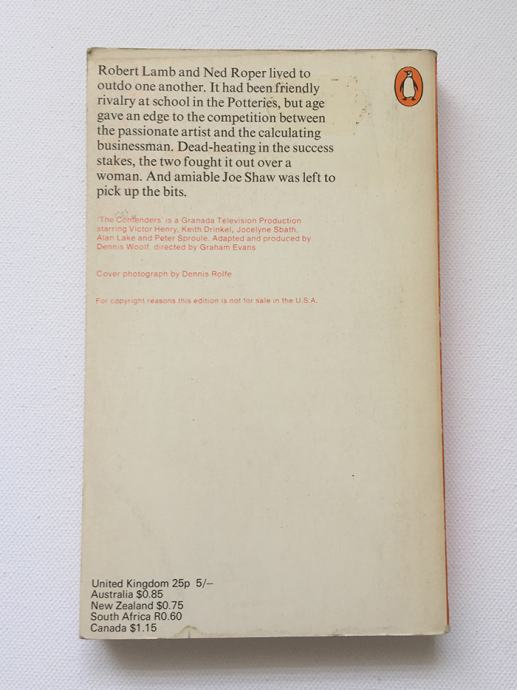 Robert Lamb and Ned Roper lived to
outdo one another. It had been friendly
rivalry at school in the Potteries, but age
gave an edge to the competition between
the passionate artist and the calculating
businessman. Dead-heating in the success
stakes, the two fought it out over a
woman. And amiable Joe Shaw was left to
pick up the bits.
'The Contenders' is a Granada Television Production
starring Victor Henry, Keith Drinkel, Jocelyne Sbath,
Alan Lake and Peter Sproule. Adapted and produced by
Dennis Woolf, directed by Graham Evans
Cover photograph by Dennis Rolfe
For copyright reasons this edition is not for sale in the U.S.A.
United Kingdom 25p 5/–
Australia $0.85
New Zealand $0.75
South Africa R0.60
Canada $1.15